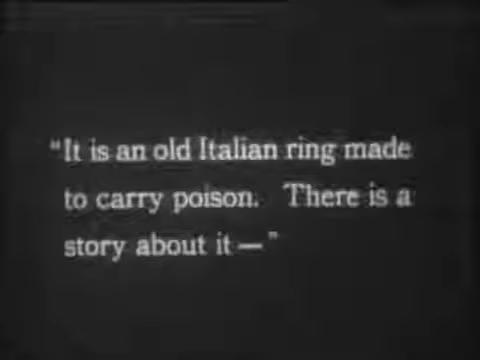 "It is an old Italian ring made
to carry poison. There is a
story about it—"